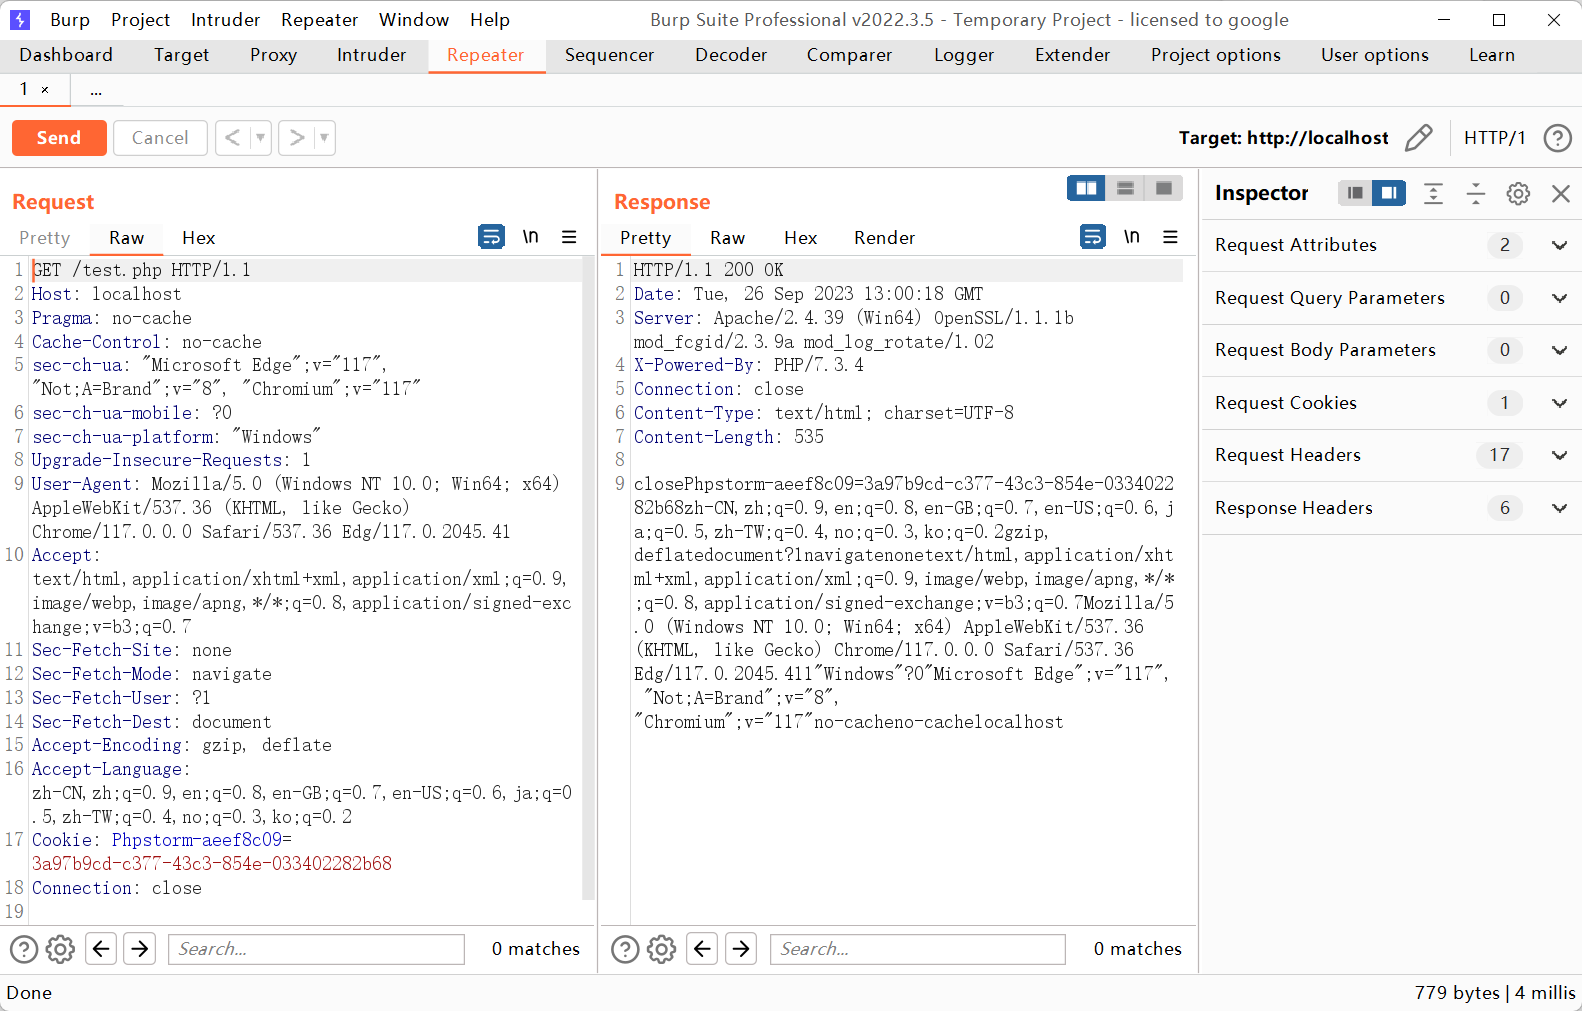 Burp Project Intruder Repeater Window Help Burp Suite Professional v2022.3.5 - Temporary Project - licensed to google
Dashboard Target Proxy Intruder Repeater Sequencer Decoder Comparer Logger Extender Project options User options Learn
1 × ...
Send Cancel < > Target: http://localhost HTTP/1 ?
Request
Pretty Raw Hex \n
1 GET /test.php HTTP/1.1
2 Host: localhost
3 Pragma: no-cache
4 Cache-Control: no-cache
5 sec-ch-ua: "Microsoft Edge";v="117",
"Not;A=Brand";v="8", "Chromium";v="117"
6 sec-ch-ua-mobile: ?0
7 sec-ch-ua-platform: "Windows"
8 Upgrade-Insecure-Requests: 1
9 User-Agent: Mozilla/5.0 (Windows NT 10.0; Win64; x64)
AppleWebKit/537.36 (KHTML, like Gecko)
Chrome/117.0.0.0 Safari/537.36 Edg/117.0.2045.41
10 Accept:
text/html,application/xhtml+xml,application/xml;q=0.9,
image/webp,image/apng,*/*;q=0.8,application/signed-exc
hange;v=b3;q=0.7
11 Sec-Fetch-Site: none
12 Sec-Fetch-Mode: navigate
13 Sec-Fetch-User: ?1
14 Sec-Fetch-Dest: document
15 Accept-Encoding: gzip, deflate
16 Accept-Language:
zh-CN,zh;q=0.9,en;q=0.8,en-GB;q=0.7,en-US;q=0.6,ja;q=0
.5,zh-TW;q=0.4,no;q=0.3,ko;q=0.2
17 Cookie: Phpstorm-aeef8c09=
3a97b9cd-c377-43c3-854e-033402282b68
18 Connection: close
19
? Search... 0 matches
Response
Pretty Raw Hex Render \n
1 HTTP/1.1 200 OK
2 Date: Tue, 26 Sep 2023 13:00:18 GMT
3 Server: Apache/2.4.39 (Win64) OpenSSL/1.1.1b
mod_fcgid/2.3.9a mod_log_rotate/1.02
4 X-Powered-By: PHP/7.3.4
5 Connection: close
6 Content-Type: text/html; charset=UTF-8
7 Content-Length: 535
8
9 closePhpstorm-aeef8c09=3a97b9cd-c377-43c3-854e-0334022
82b68zh-CN,zh;q=0.9,en;q=0.8,en-GB;q=0.7,en-US;q=0.6,j
a;q=0.5,zh-TW;q=0.4,no;q=0.3,ko;q=0.2gzip,
deflatedocument?1navigatenonetext/html,application/xht
ml+xml,application/xml;q=0.9,image/webp,image/apng,*/*
;q=0.8,application/signed-exchange;v=b3;q=0.7Mozilla/5
.0 (Windows NT 10.0; Win64; x64) AppleWebKit/537.36
(KHTML, like Gecko) Chrome/117.0.0.0 Safari/537.36
Edg/117.0.2045.411"Windows"?0"Microsoft Edge";v="117",
"Not;A=Brand";v="8",
"Chromium";v="117"no-cacheno-cachelocalhost
? Search... 0 matches
Inspector
Request Attributes 2
Request Query Parameters 0
Request Body Parameters 0
Request Cookies 1
Request Headers 17
Response Headers 6
Done 779 bytes | 4 millis